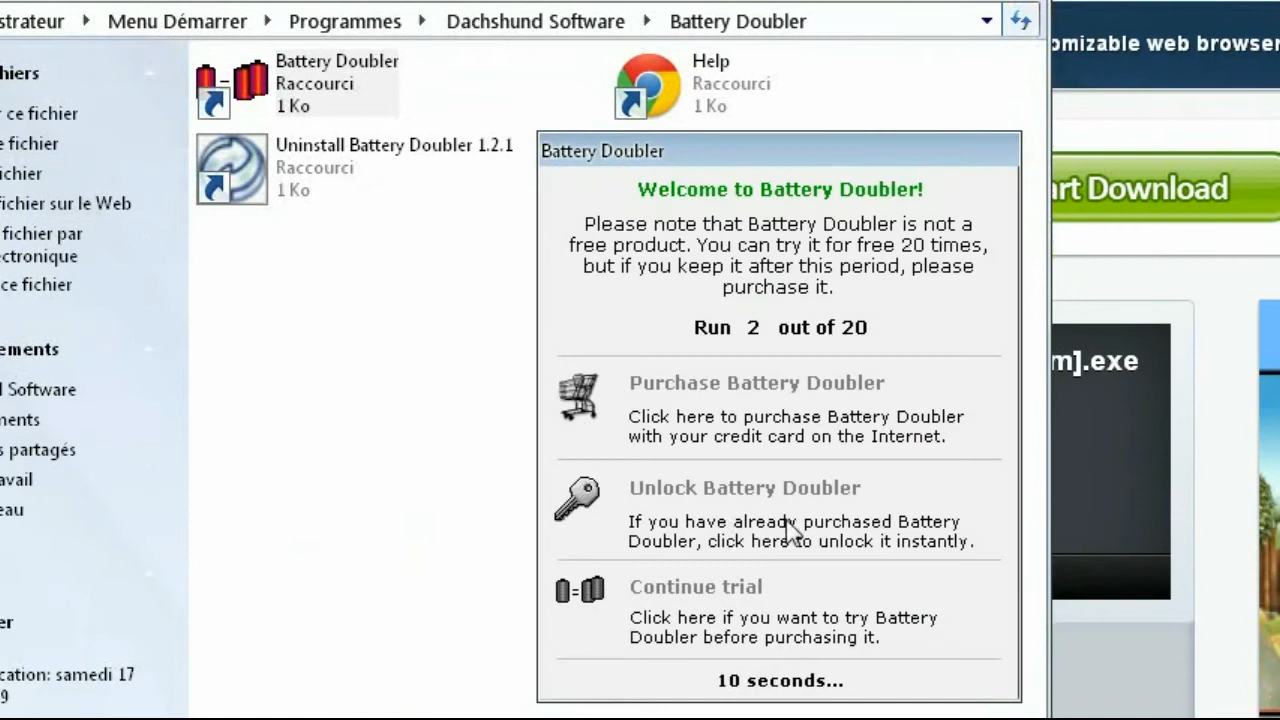 strateur Menu Démarrer Programmes Dachshund Software Battery Doubler
omizable web browser
hiers
r ce fichier
e fichier
ichier
fichier sur le Web
fichier par
ectronique
ce fichier
ements
l Software
ments
s partagés
avail
eau
er
cation: samedi 17
9
Battery Doubler
Raccourci
1 Ko
Help
Raccourci
1 Ko
Uninstall Battery Doubler 1.2.1
Raccourci
1 Ko
Battery Doubler
Welcome to Battery Doubler!
Please note that Battery Doubler is not a
free product. You can try it for free 20 times,
but if you keep it after this period, please
purchase it.
Run 2 out of 20
Purchase Battery Doubler
Click here to purchase Battery Doubler
with your credit card on the Internet.
Unlock Battery Doubler
If you have already purchased Battery
Doubler, click here to unlock it instantly.
Continue trial
Click here if you want to try Battery
Doubler before purchasing it.
10 seconds...
art Download
m].exe